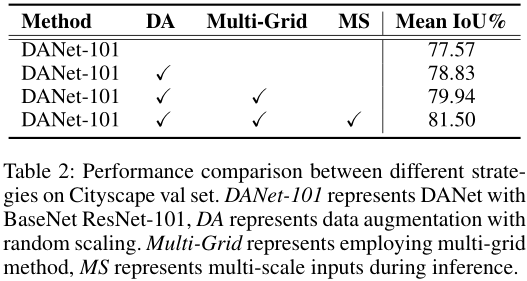 Method DA Multi-Grid MS Mean IoU%
DANet-101 77.57
DANet-101 ✓ 78.83
DANet-101 ✓ ✓ 79.94
DANet-101 ✓ ✓ ✓ 81.50
Table 2: Performance comparison between different strate-
gies on Cityscape val set. DANet-101 represents DANet with
BaseNet ResNet-101, DA represents data augmentation with
random scaling. Multi-Grid represents employing multi-grid
method, MS represents multi-scale inputs during inference.